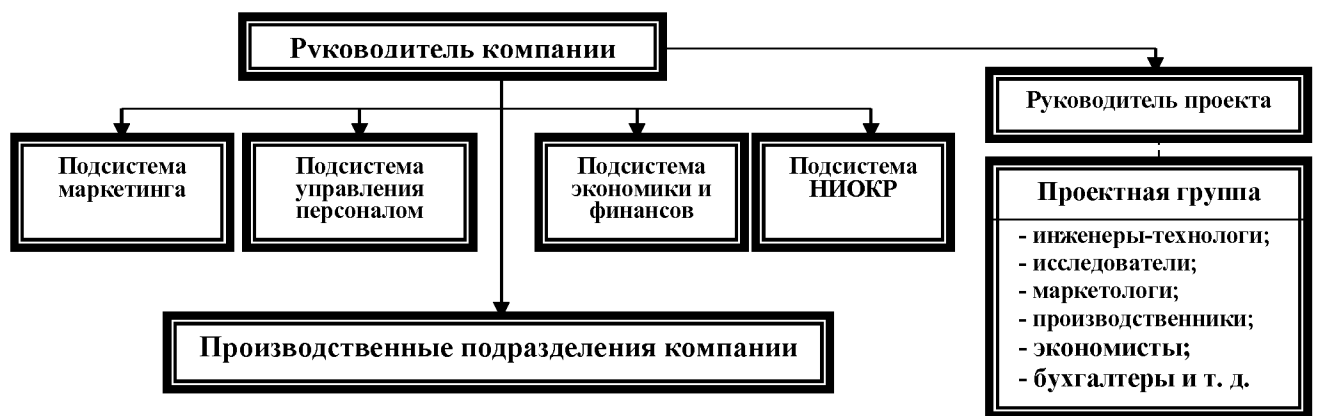 Руководитель компании
Руководитель проекта
Подсистема
маркетинга
Подсистема
управления
персоналом
Подсистема
экономики и
финансов
Подсистема
НИОКР
Проектная группа
- инженеры-технологи;
- исследователи;
- маркетологи;
- производственники;
- экономисты;
- бухгалтеры и т. д.
Производственные подразделения компании